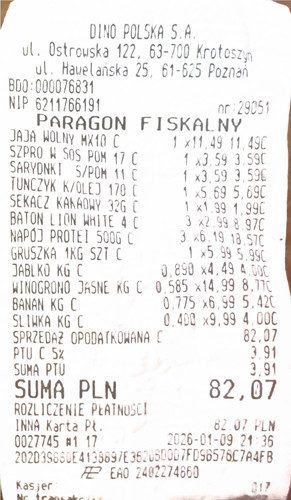 DINO POLSKA S.A.
ul. Ostrowska 122, 63-700 Krotoszyn
ul. Hawelańska 25, 61-625 Poznań
BDO:000076831
NIP 6211766191 nr:29051
PARAGON FISKALNY
JAJA WOLNY MX10 C 1 x11,49 11,49C
SZPRO W SOS POM 17 C 1 x3,59 3,59C
SARYDNKI S/POM 11 C 1 x3,59 3,59C
TUNCZYK K/OLEJ 170 C 1 x5,69 5,69C
SEKACZ KAKAOWY 32G C 1 x1,99 1,99C
BATON LION WHITE 4 C 3 x2,99 8,97C
NAPÓJ PROTEI 500G C 3 x6,19 18,57C
GRUSZKA 1KG SZT C 1 x5,99 5,99C
JABŁKO KG C 0,890 x4,49 4,00C
WINOGRONO JASNE KG C 0,585 x14,99 8,77C
BANAN KG C 0,775 x6,99 5,42C
SLIWKA KG C 0,400 x9,99 4,00C
SPRZEDAŻ OPODATKOWANA C 82,07
PTU C 5% 3,91
SUMA PTU 3,91
SUMA PLN 82,07
ROZLICZENIE PŁATNOŚCI
INNA Karta Pł. 82,07 PLN
0027745 #1 17 2026-01-09 21:36
EAO 2402274860
Kasjer 017
Nr